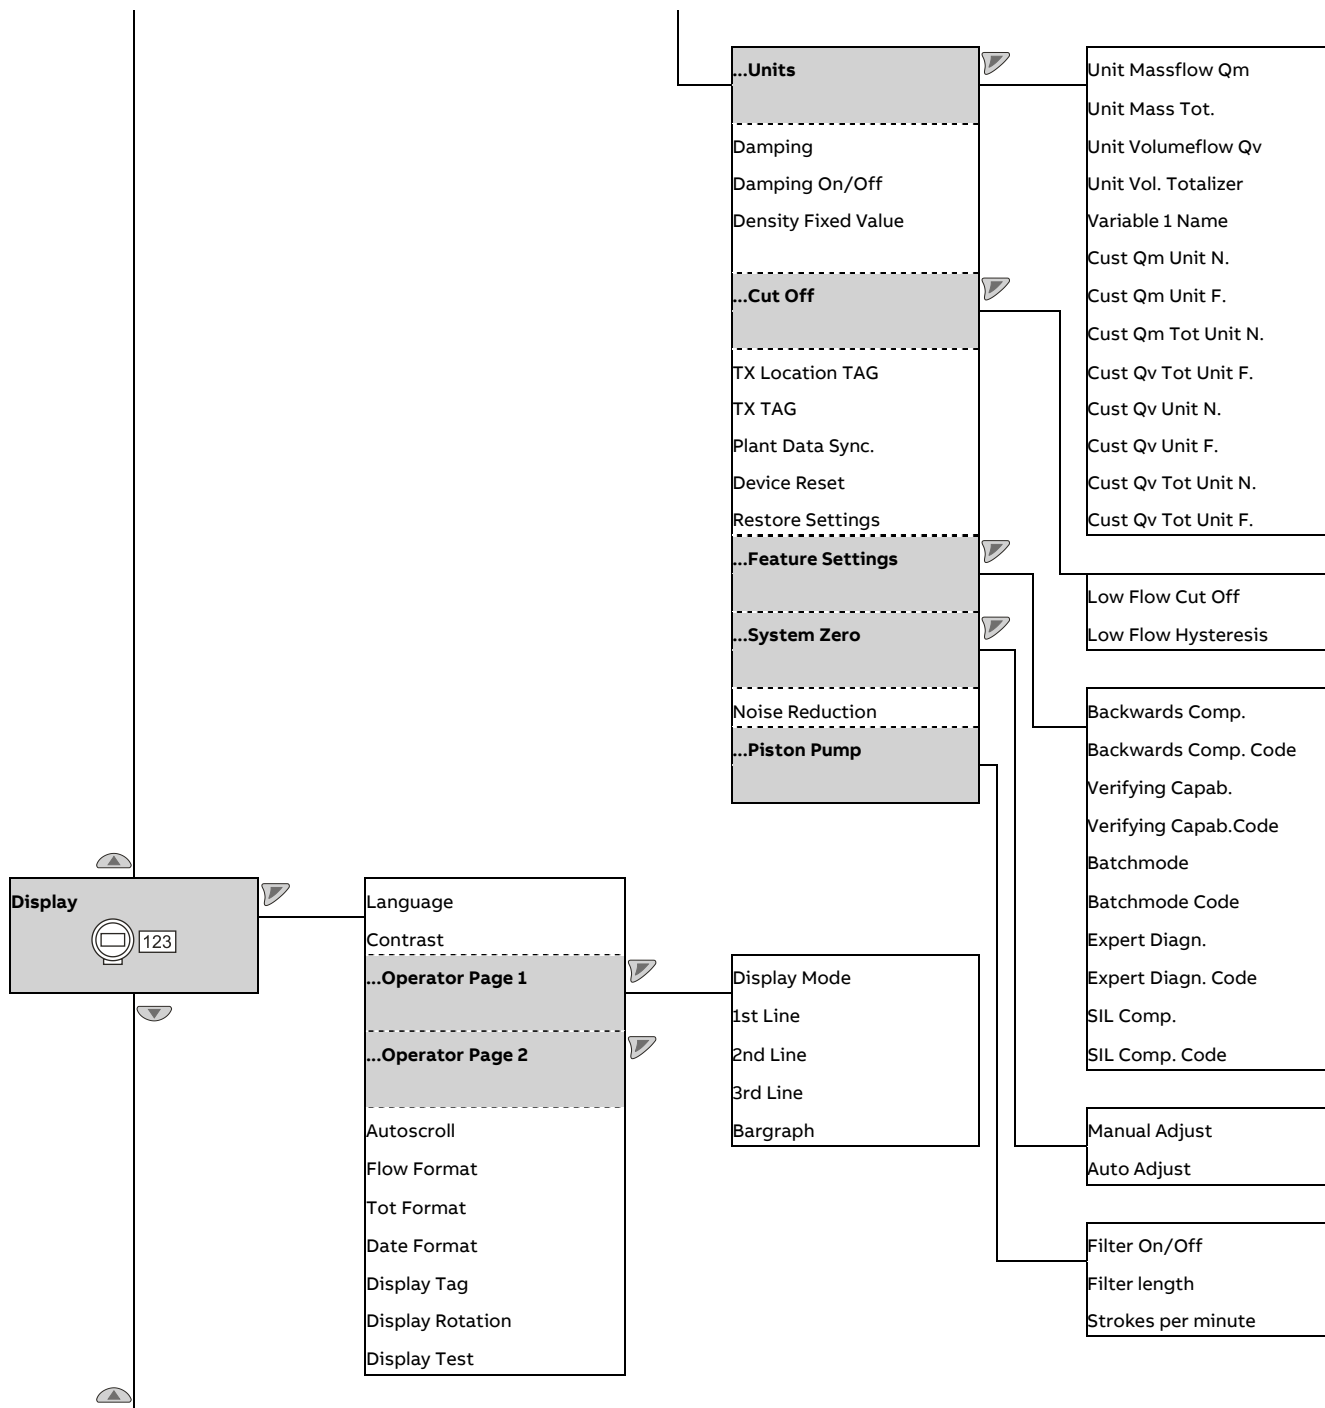 ...Units
Damping
Damping On/Off
Density Fixed Value
...Cut Off
TX Location TAG
TX TAG
Plant Data Sync.
Device Reset
Restore Settings
...Feature Settings
...System Zero
Noise Reduction
...Piston Pump
Unit Massflow Qm
Unit Mass Tot.
Unit Volumeflow Qv
Unit Vol. Totalizer
Variable 1 Name
Cust Qm Unit N.
Cust Qm Unit F.
Cust Qm Tot Unit N.
Cust Qv Tot Unit F.
Cust Qv Unit N.
Cust Qv Unit F.
Cust Qv Tot Unit N.
Cust Qv Tot Unit F.
Low Flow Cut Off
Low Flow Hysteresis
Backwards Comp.
Backwards Comp. Code
Verifying Capab.
Verifying Capab.Code
Batchmode
Batchmode Code
Expert Diagn.
Expert Diagn. Code
SIL Comp.
SIL Comp. Code
Manual Adjust
Auto Adjust
Filter On/Off
Filter length
Strokes per minute
Display
123
Language
Contrast
...Operator Page 1
...Operator Page 2
Autoscroll
Flow Format
Tot Format
Date Format
Display Tag
Display Rotation
Display Test
Display Mode
1st Line
2nd Line
3rd Line
Bargraph